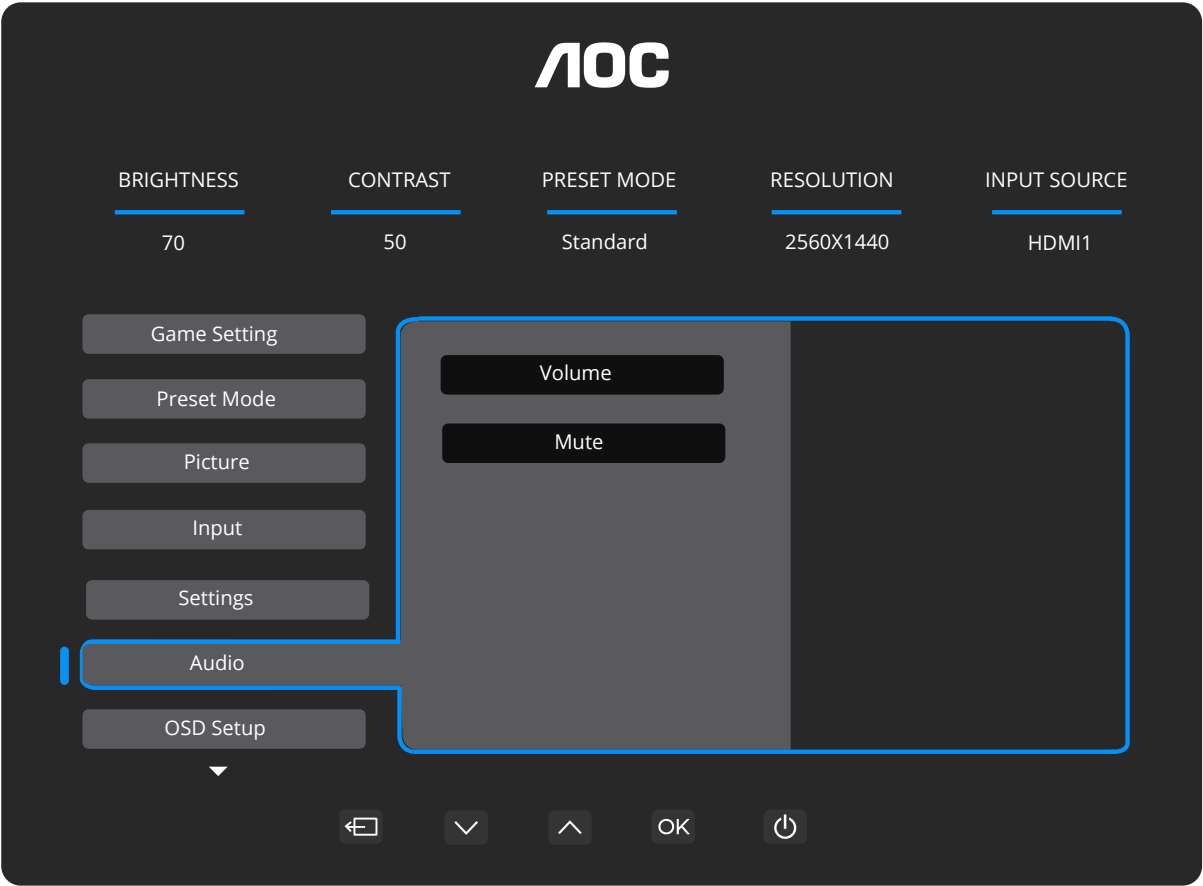 AOC
BRIGHTNESS CONTRAST PRESET MODE RESOLUTION INPUT SOURCE
70 50 Standard 2560X1440 HDMI1
Game Setting
Preset Mode
Picture
Input
Settings
Audio
OSD Setup
Volume
Mute
OK